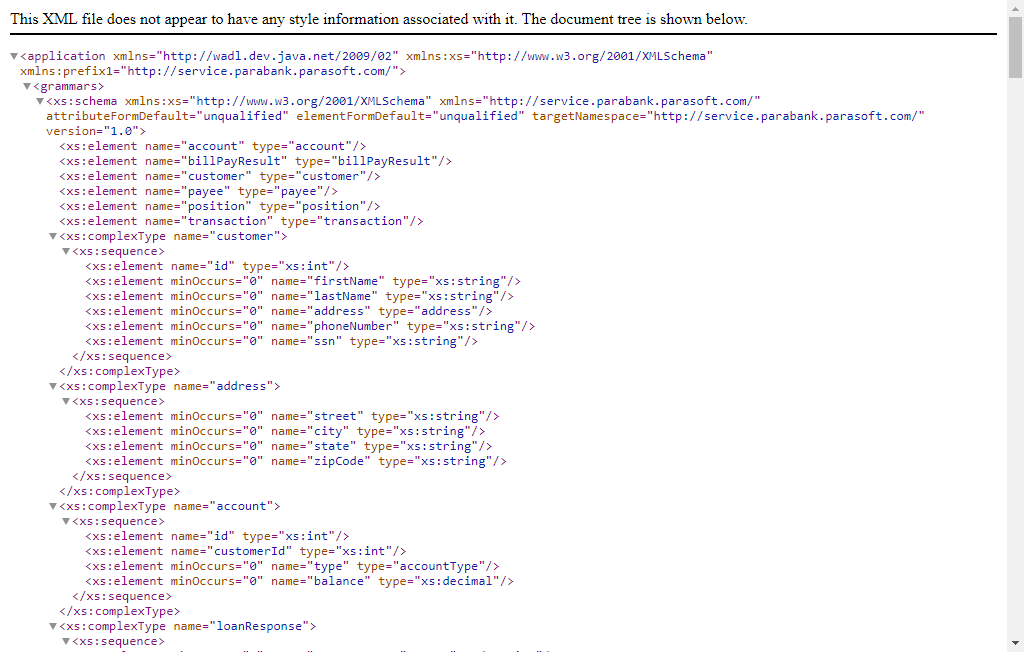 This XML file does not appear to have any style information associated with it. The document tree is shown below.
<application xmlns="http://wadl.dev.java.net/2009/02" xmlns:xs="http://www.w3.org/2001/XMLSchema"
xmlns:prefix1="http://service.parabank.parasoft.com/">
<grammars>
<xs:schema xmlns:xs="http://www.w3.org/2001/XMLSchema" xmlns="http://service.parabank.parasoft.com/"
attributeFormDefault="unqualified" elementFormDefault="unqualified" targetNamespace="http://service.parabank.parasoft.com/"
version="1.0">
<xs:element name="account" type="account"/>
<xs:element name="billPayResult" type="billPayResult"/>
<xs:element name="customer" type="customer"/>
<xs:element name="payee" type="payee"/>
<xs:element name="position" type="position"/>
<xs:element name="transaction" type="transaction"/>
<xs:complexType name="customer">
<xs:sequence>
<xs:element name="id" type="xs:int"/>
<xs:element minOccurs="0" name="firstName" type="xs:string"/>
<xs:element minOccurs="0" name="lastName" type="xs:string"/>
<xs:element minOccurs="0" name="address" type="address"/>
<xs:element minOccurs="0" name="phoneNumber" type="xs:string"/>
<xs:element minOccurs="0" name="ssn" type="xs:string"/>
</xs:sequence>
</xs:complexType>
<xs:complexType name="address">
<xs:sequence>
<xs:element minOccurs="0" name="street" type="xs:string"/>
<xs:element minOccurs="0" name="city" type="xs:string"/>
<xs:element minOccurs="0" name="state" type="xs:string"/>
<xs:element minOccurs="0" name="zipCode" type="xs:string"/>
</xs:sequence>
</xs:complexType>
<xs:complexType name="account">
<xs:sequence>
<xs:element name="id" type="xs:int"/>
<xs:element name="customerId" type="xs:int"/>
<xs:element minOccurs="0" name="type" type="accountType"/>
<xs:element minOccurs="0" name="balance" type="xs:decimal"/>
</xs:sequence>
</xs:complexType>
<xs:complexType name="loanResponse">
<xs:sequence>